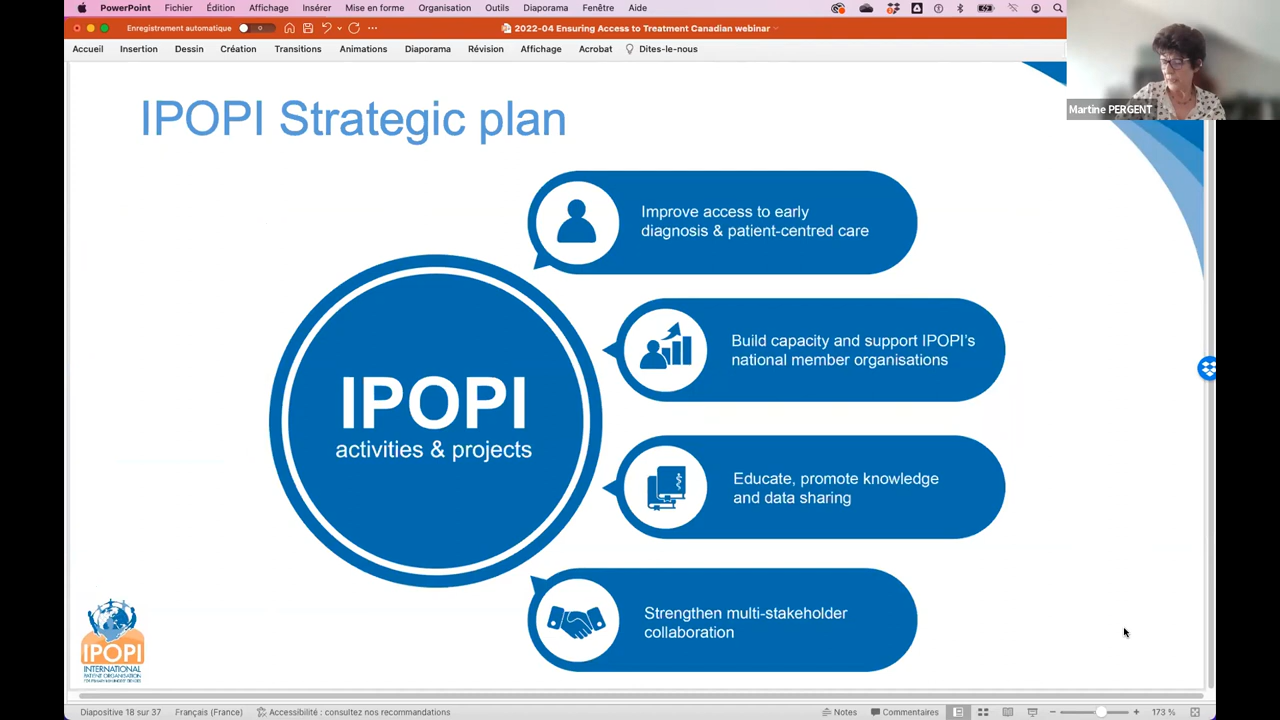 PowerPoint Fichier Édition Affichage Insérer Mise en forme Organisation Outils Diaporama Fenêtre Aide
Enregistrement automatique
2022-04 Ensuring Access to Treatment Canadian webinar
Accueil Insertion Dessin Création Transitions Animations Diaporama Révision Affichage Acrobat Dites-le-nous
Martine PERGENT
IPOPI Strategic plan
Improve access to early
diagnosis & patient-centred care
Build capacity and support IPOPI's
national member organisations
IPOPI
activities & projects
Educate, promote knowledge
and data sharing
Strengthen multi-stakeholder
collaboration
IPOPI
INTERNATIONAL
PATIENT ORGANISATION
Diapositive 18 sur 37 Français (France) Accessibilité : consultez nos recommandations Notes Commentaires 173 %